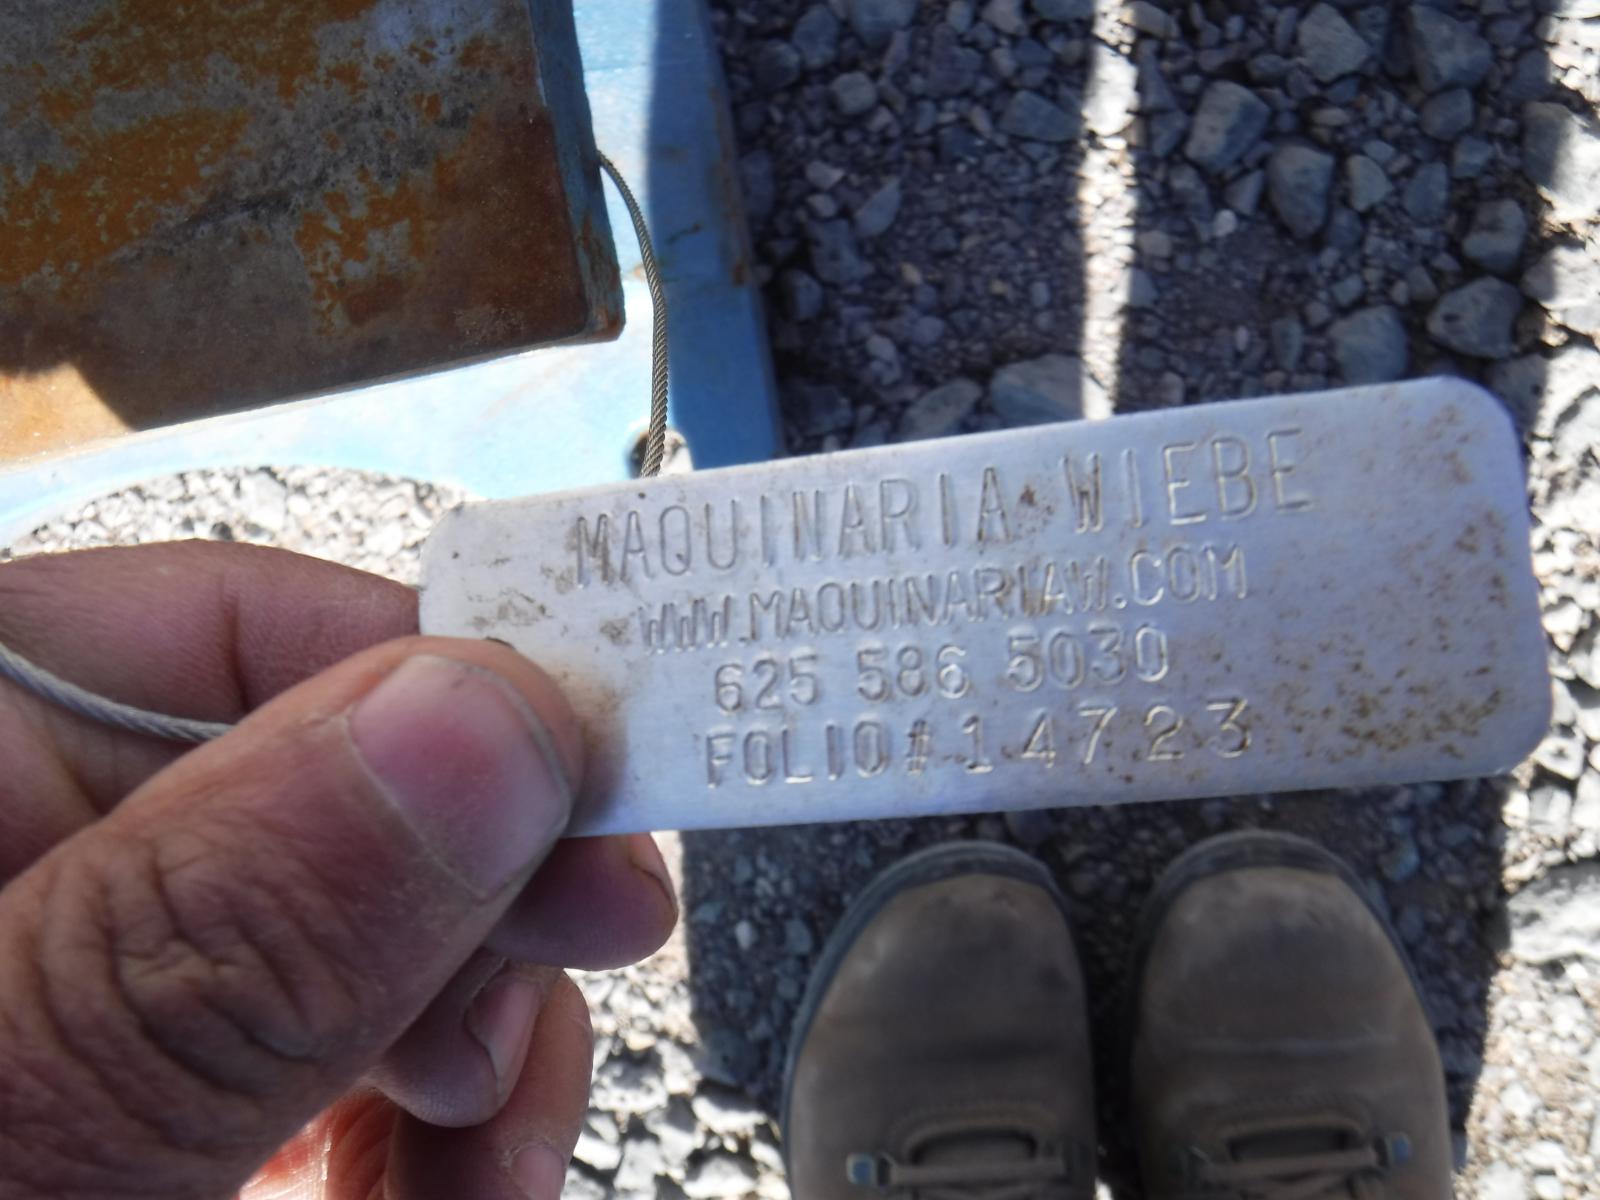 MAQUINARIA WIEBE
WWW.MAQUINARIAW.COM
625 586 5030
FOLIO# 14723